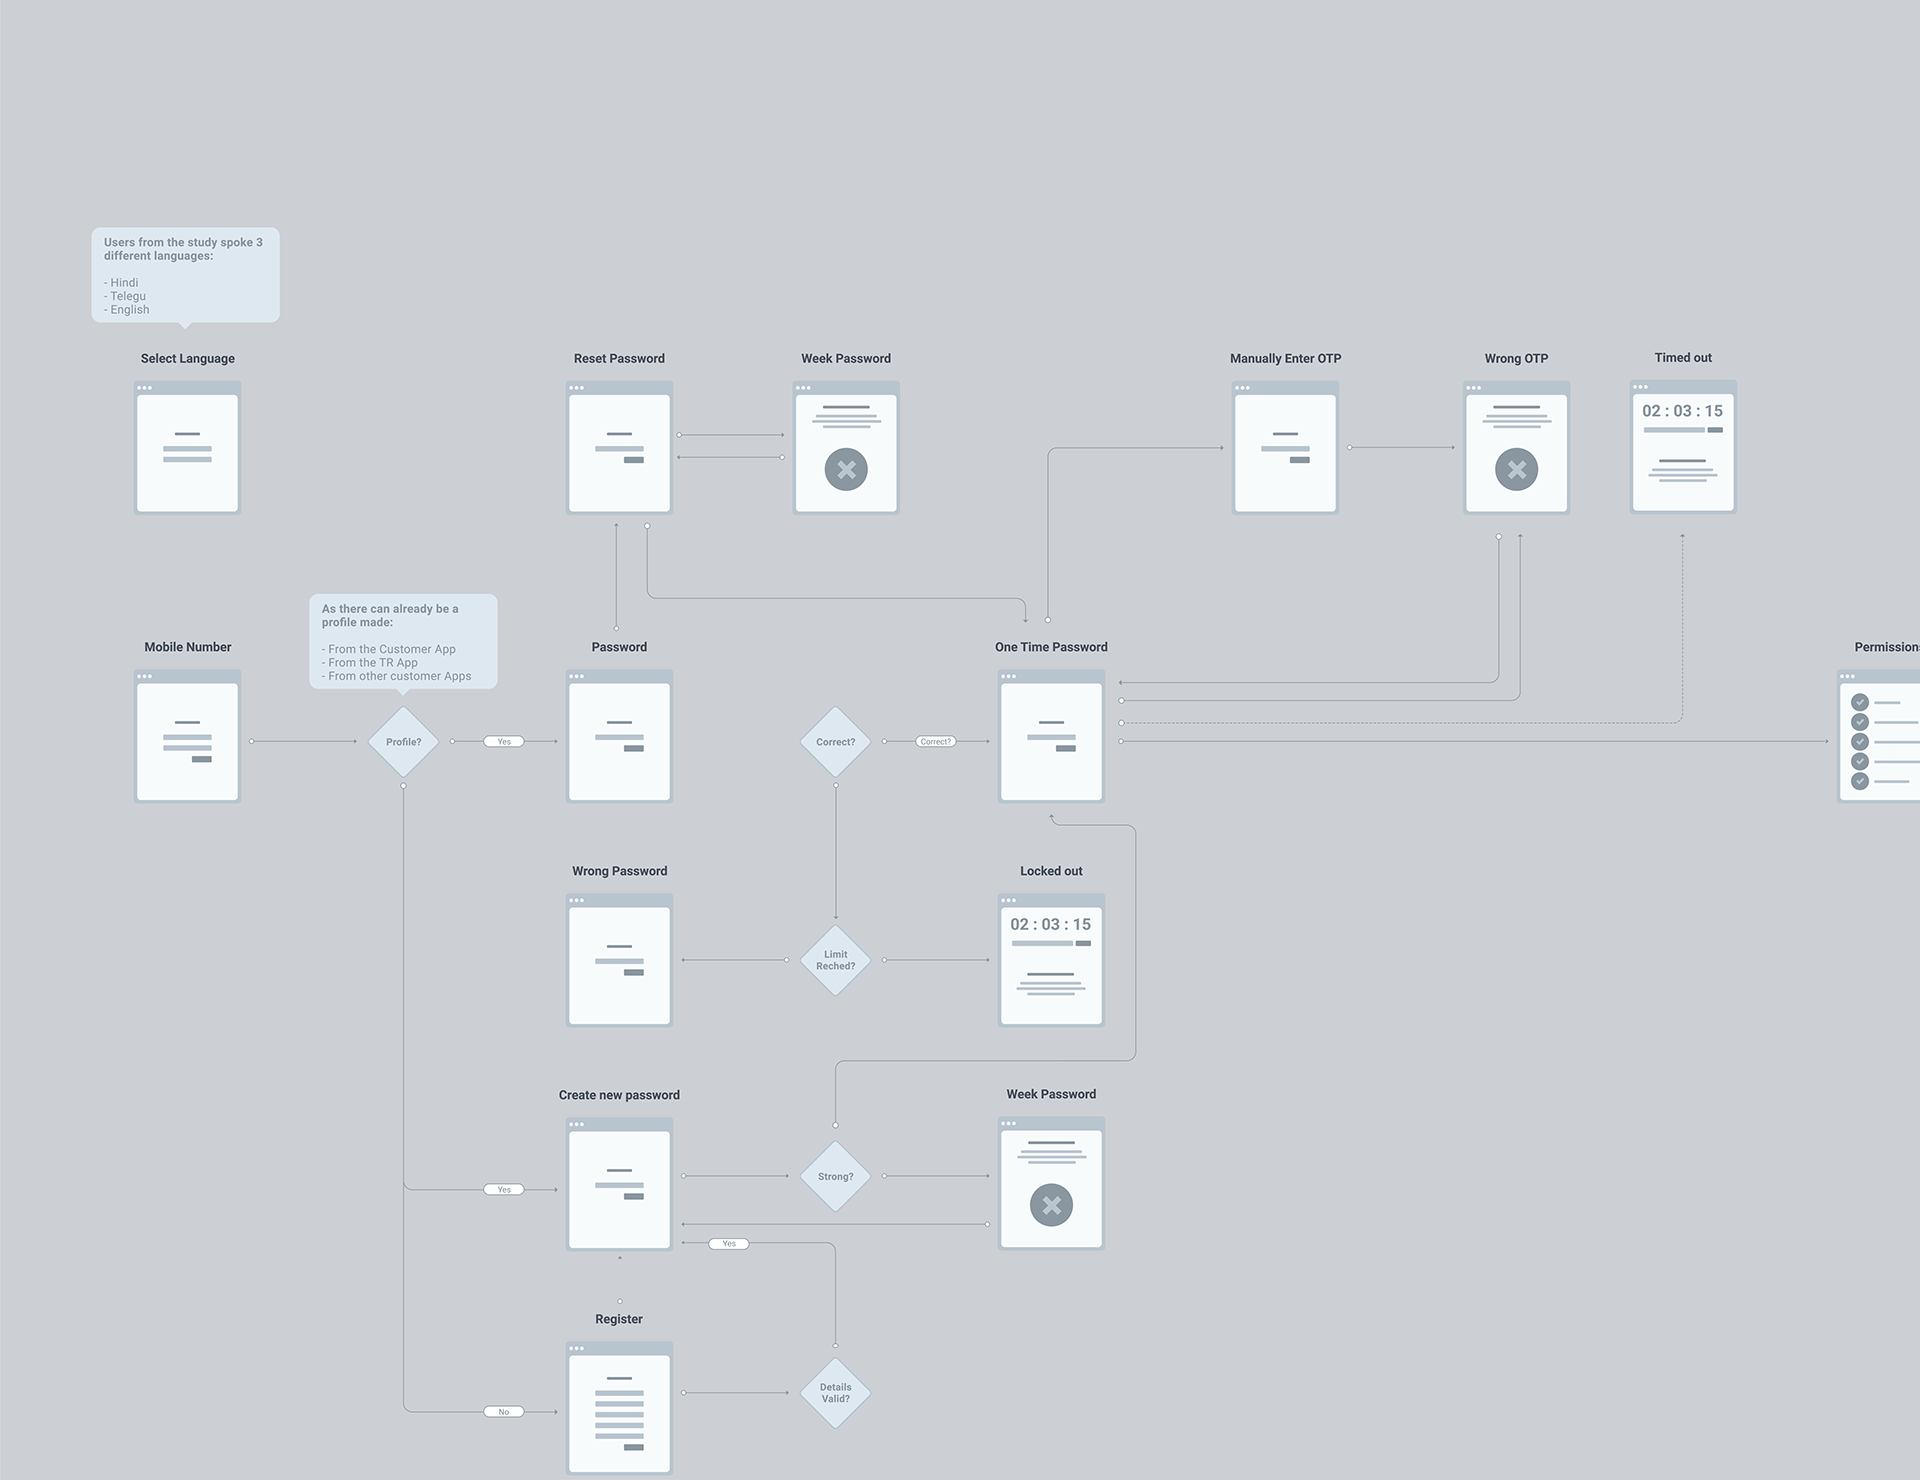 Users from the study spoke 3
different languages:
- Hindi
- Telegu
- English
Select Language
Reset Password
Week Password
Manually Enter OTP
Wrong OTP
Timed out
02 : 03 : 15
As there can already be a
profile made:
- From the Customer App
- From the TR App
- From other customer Apps
Mobile Number
Password
One Time Password
Permissions
Profile?
Yes
Correct?
Correct?
Wrong Password
Locked out
02 : 03 : 15
Limit
Reched?
Create new password
Week Password
Strong?
Yes
Yes
Register
Details
Valid?
No